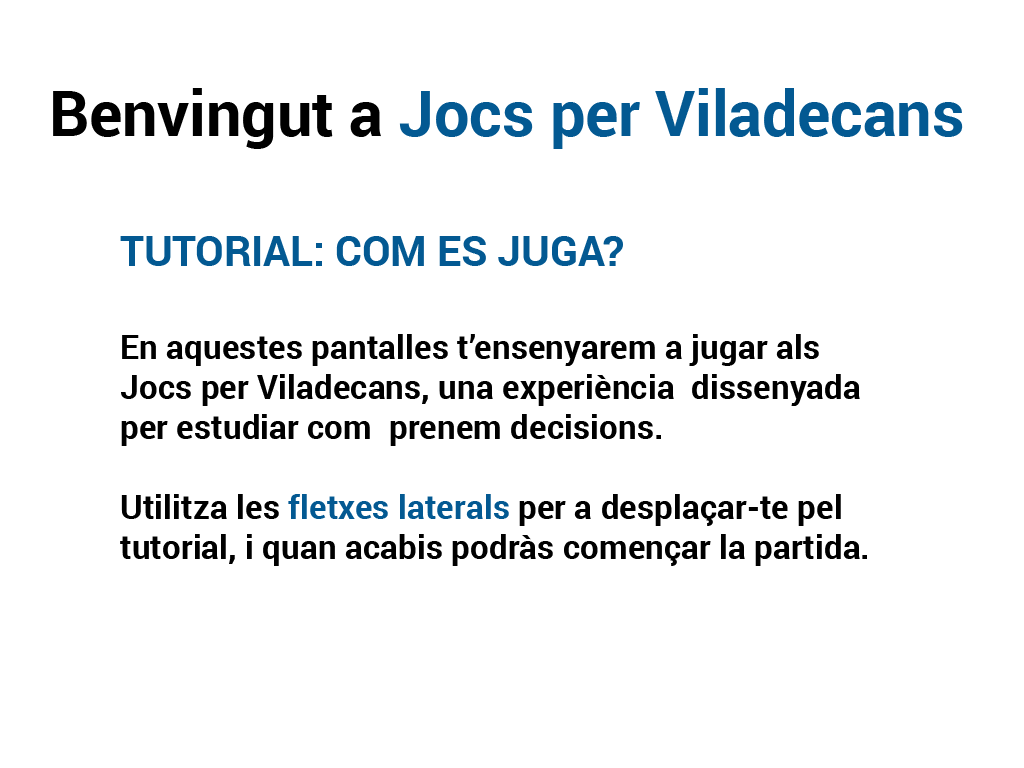 Benvingut a Jocs per Viladecans
TUTORIAL: COM ES JUGA?
En aquestes pantalles t’ensenyarem a jugar als
Jocs per Viladecans, una experiència  dissenyada
per estudiar com  prenem decisions.
Utilitza les fletxes laterals per a desplaçar-te pel
tutorial, i quan acabis podràs començar la partida.